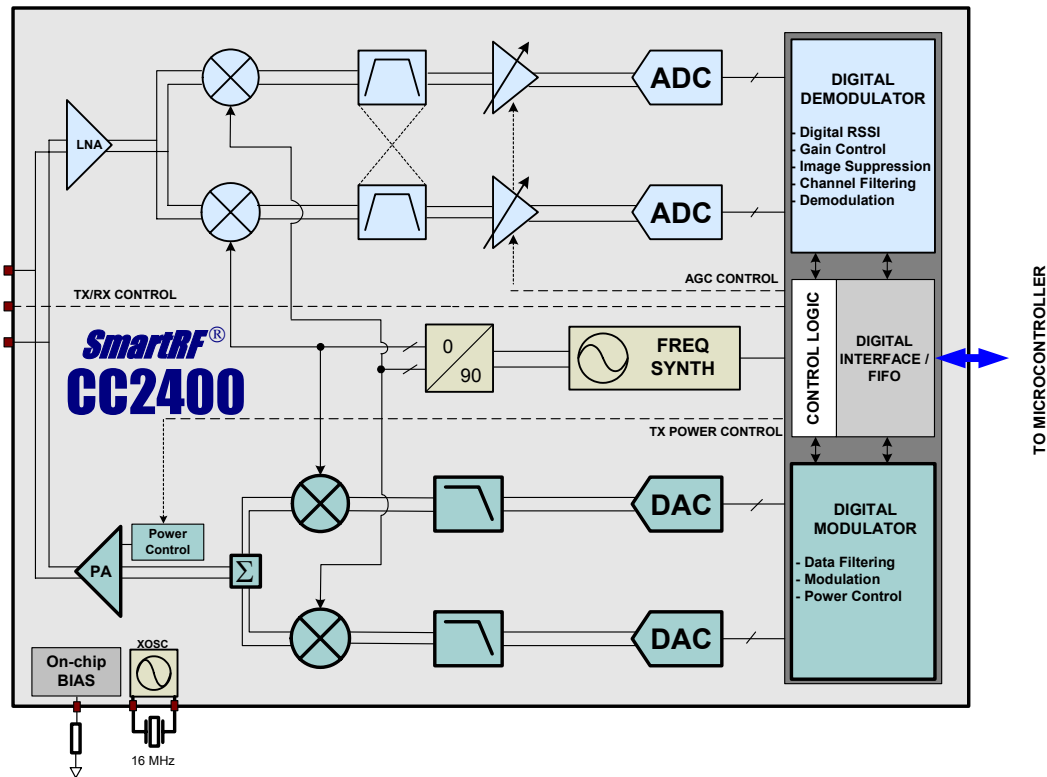 ADC
DIGITAL
DEMODULATOR
- Digital RSSI
- Gain Control
- Image Suppression
- Channel Filtering
- Demodulation
LNA
ADC
AGC CONTROL
TX/RX CONTROL
SmartRF®
CC2400
0
90
FREQ
SYNTH
CONTROL LOGIC
DIGITAL
INTERFACE /
FIFO
TO MICROCONTROLLER
TX POWER CONTROL
DAC
DIGITAL
MODULATOR
- Data Filtering
- Modulation
- Power Control
Power
Control
PA
Σ
DAC
On-chip
BIAS
XOSC
16 MHz